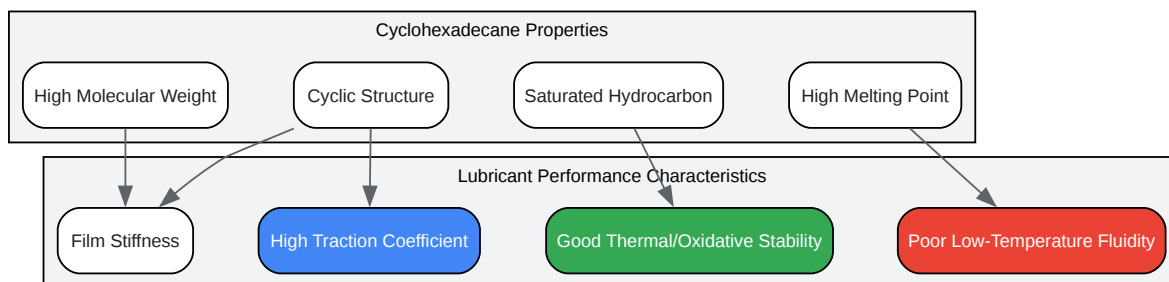 Cyclohexadecane Properties
High Molecular Weight
Cyclic Structure
Saturated Hydrocarbon
High Melting Point
Lubricant Performance Characteristics
Film Stiffness
High Traction Coefficient
Good Thermal/Oxidative Stability
Poor Low-Temperature Fluidity